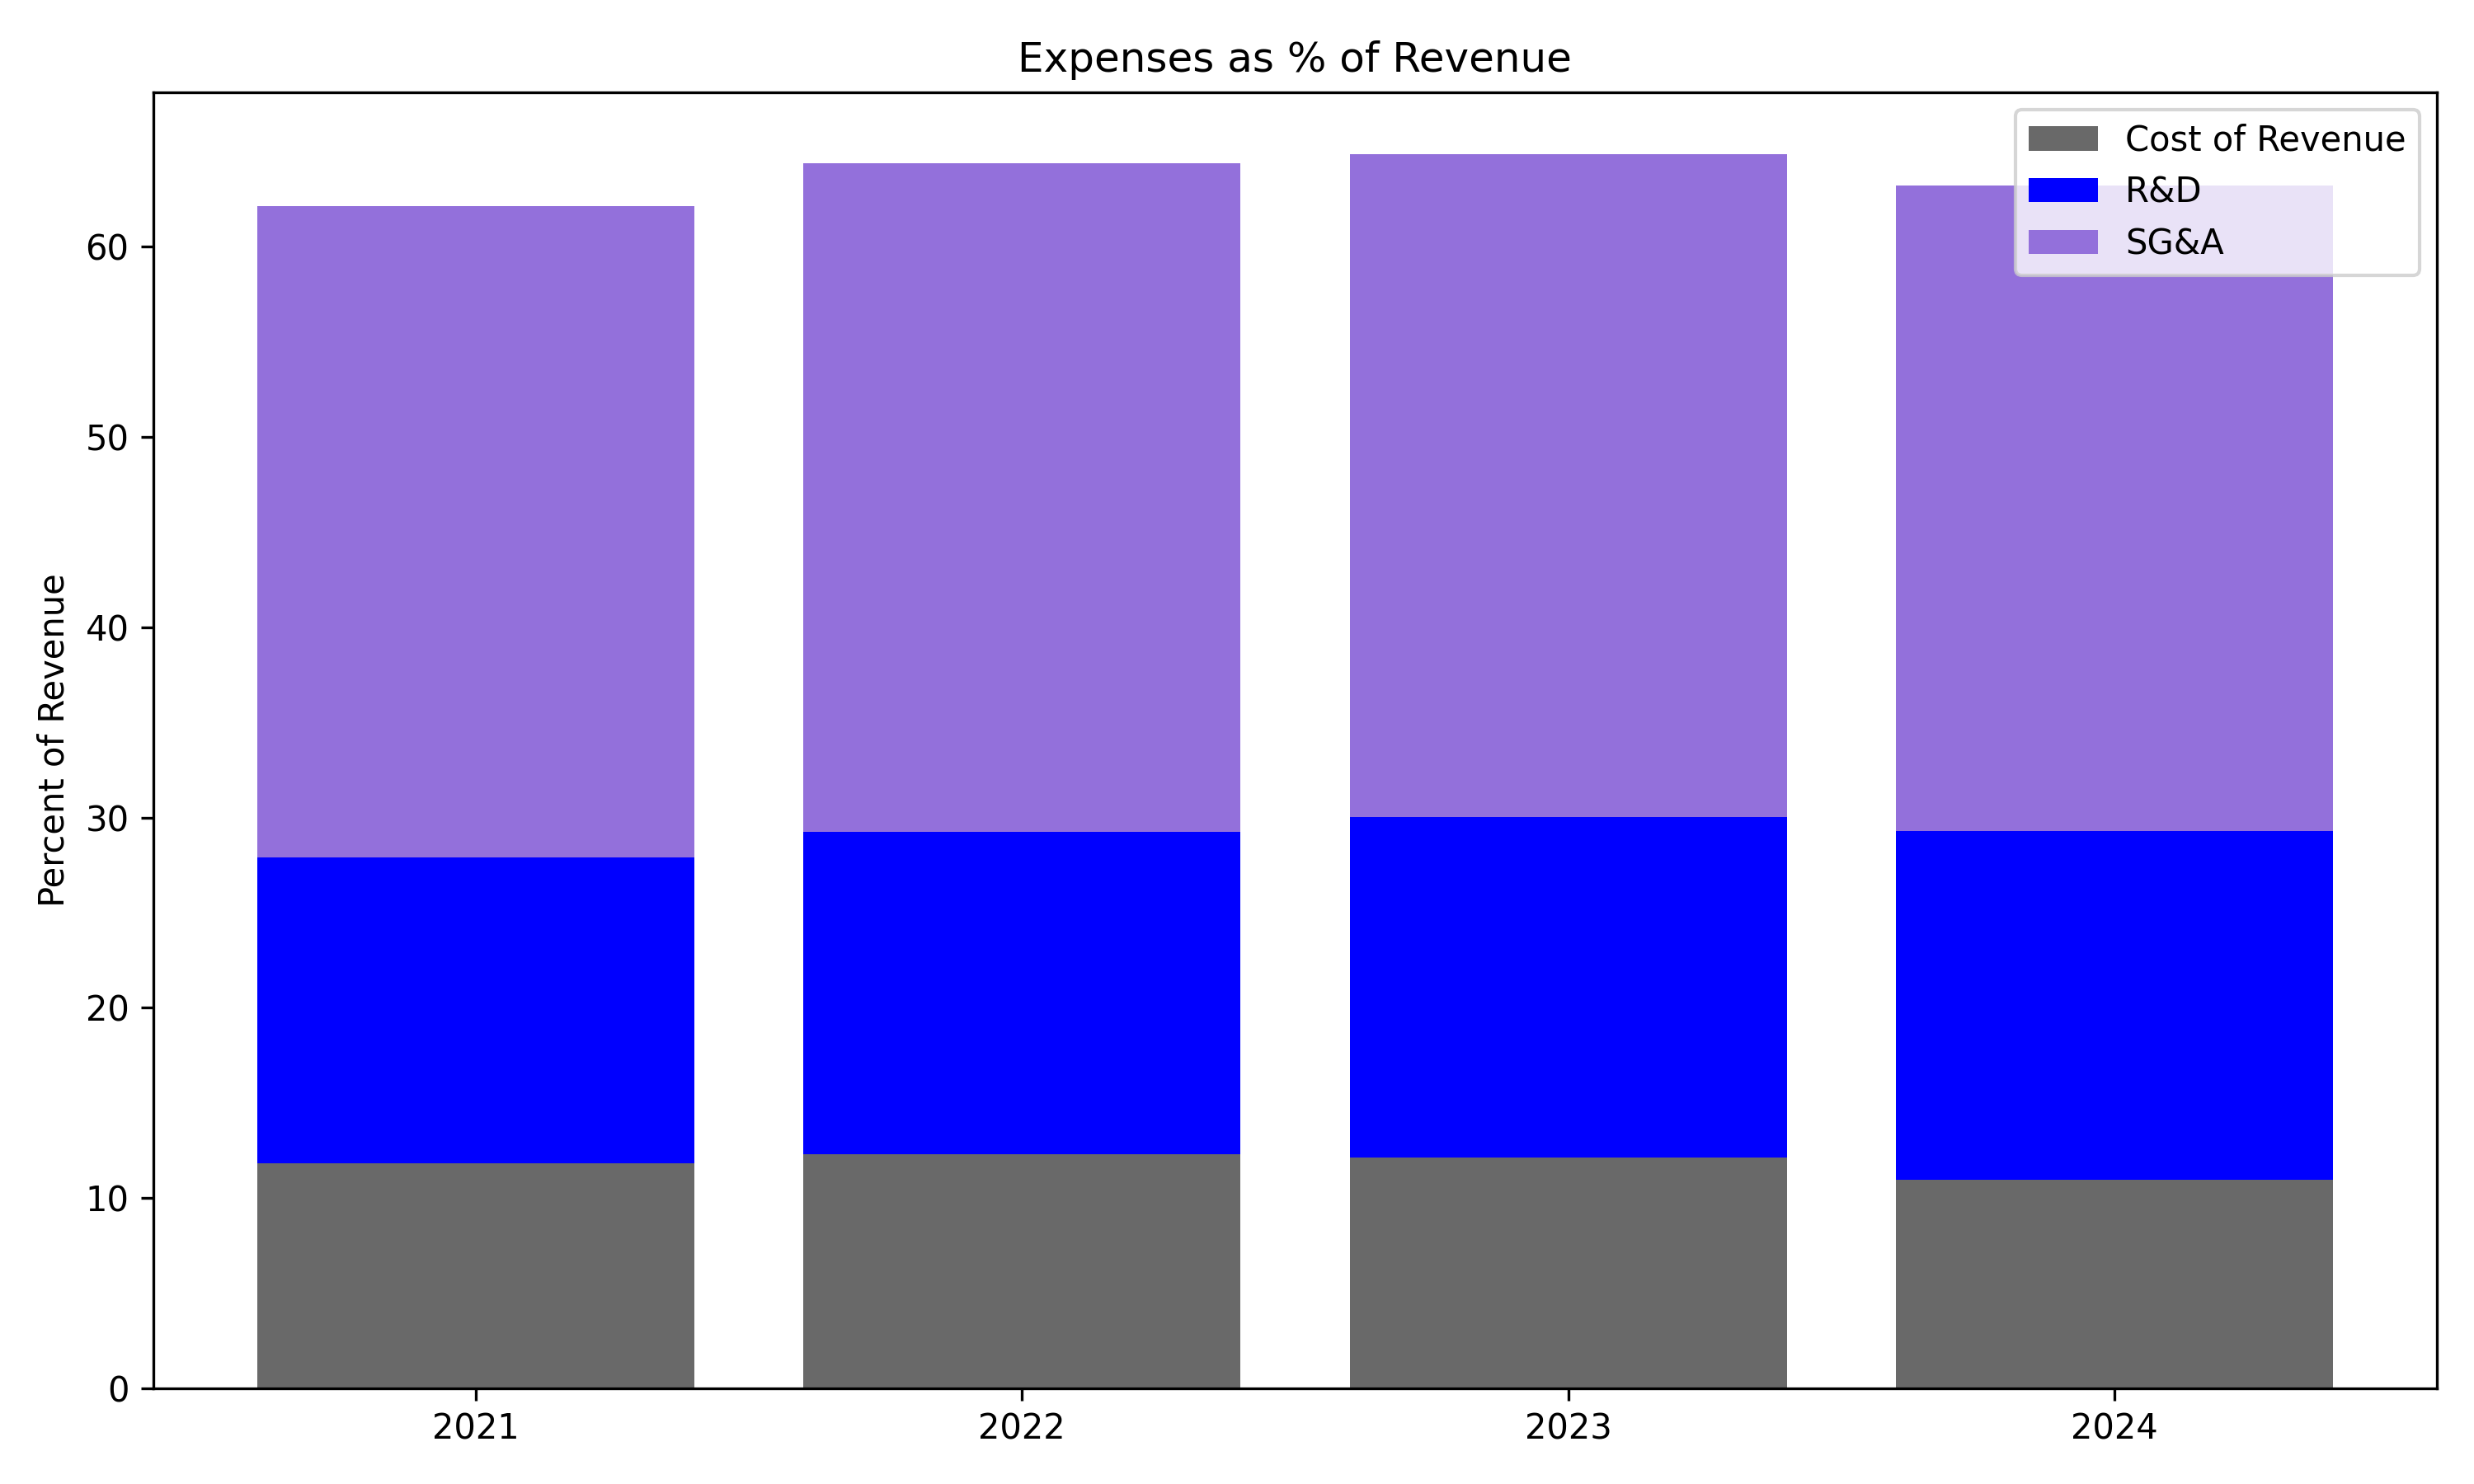 Expenses as % of Revenue
Cost of Revenue
R&D
SG&A
Percent of Revenue
60
50
40
30
20
10
0
2021
2022
2023
2024